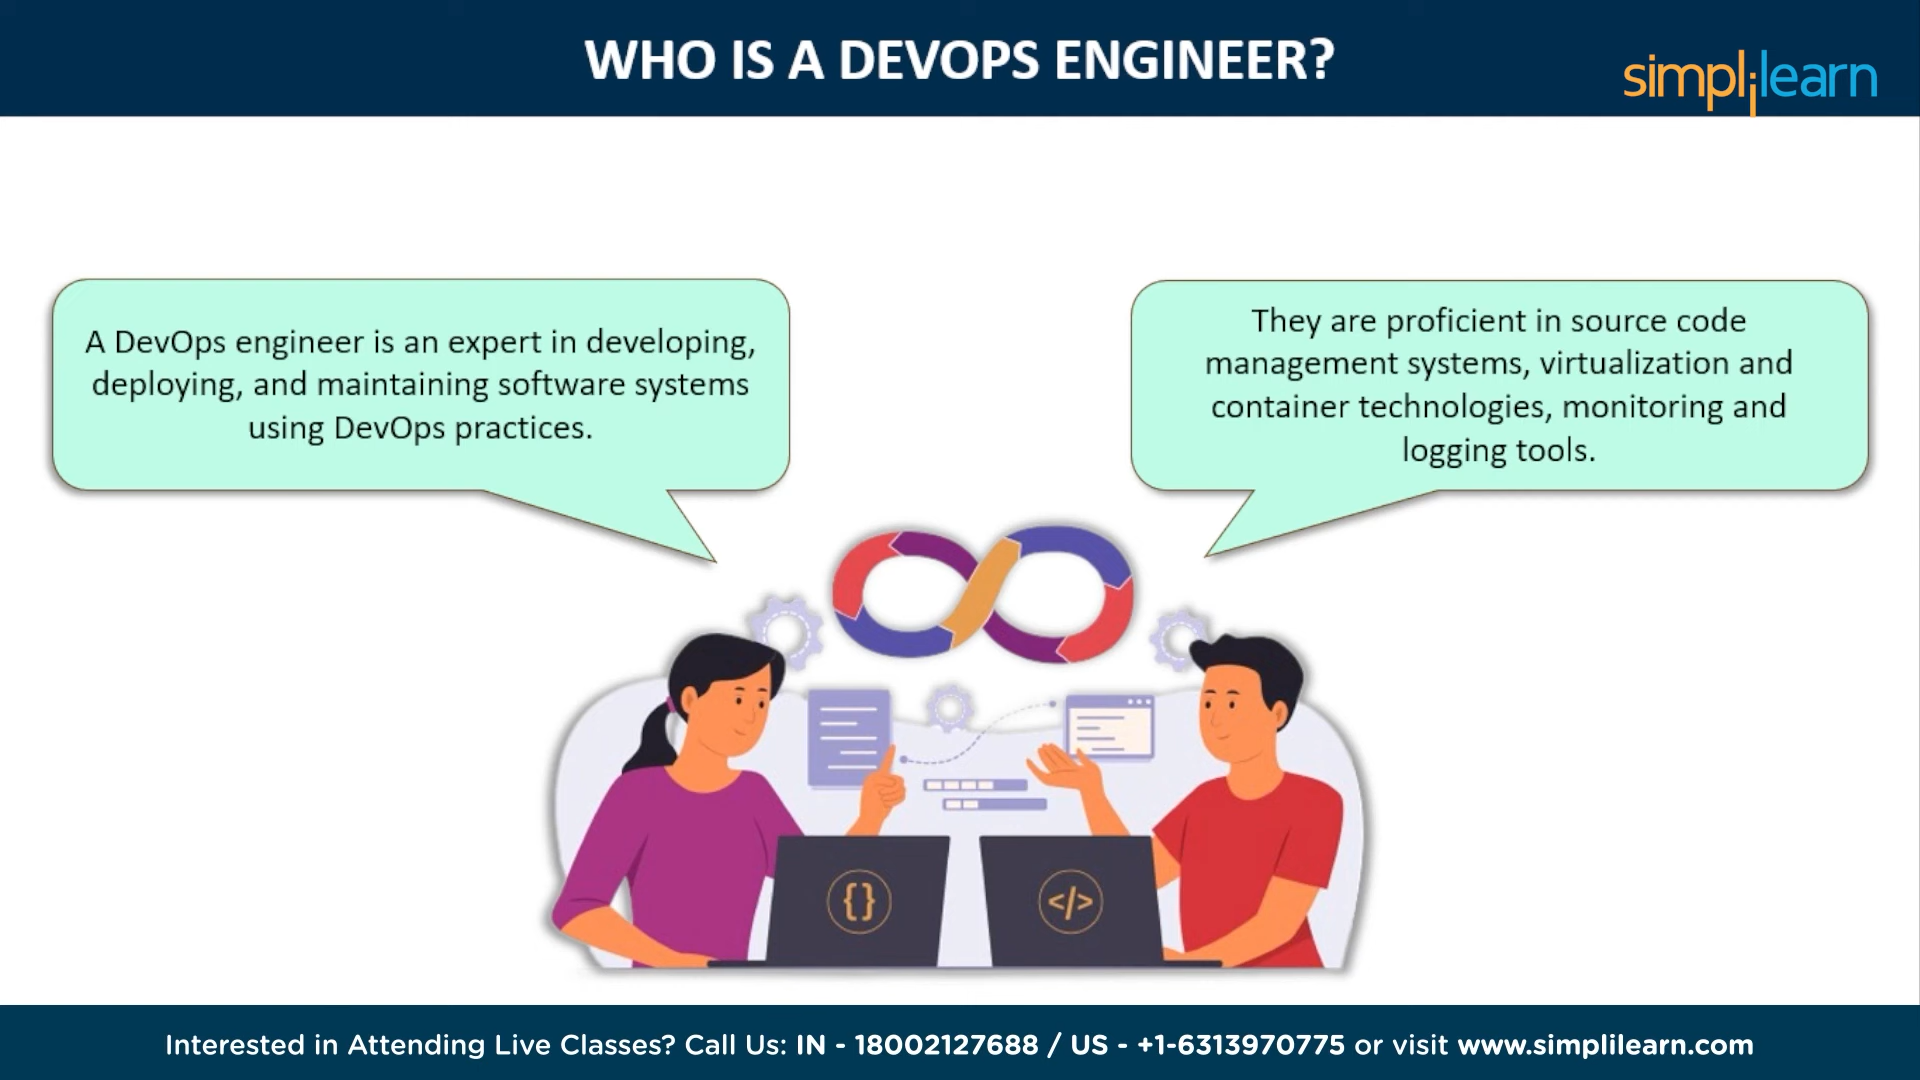 WHO IS A DEVOPS ENGINEER?
simplilearn
A DevOps engineer is an expert in developing,
deploying, and maintaining software systems
using DevOps practices.
They are proficient in source code
management systems, virtualization and
container technologies, monitoring and
logging tools.
{}
</>
Interested in Attending Live Classes? Call Us: IN - 18002127688 / US - +1-6313970775 or visit www.simplilearn.com